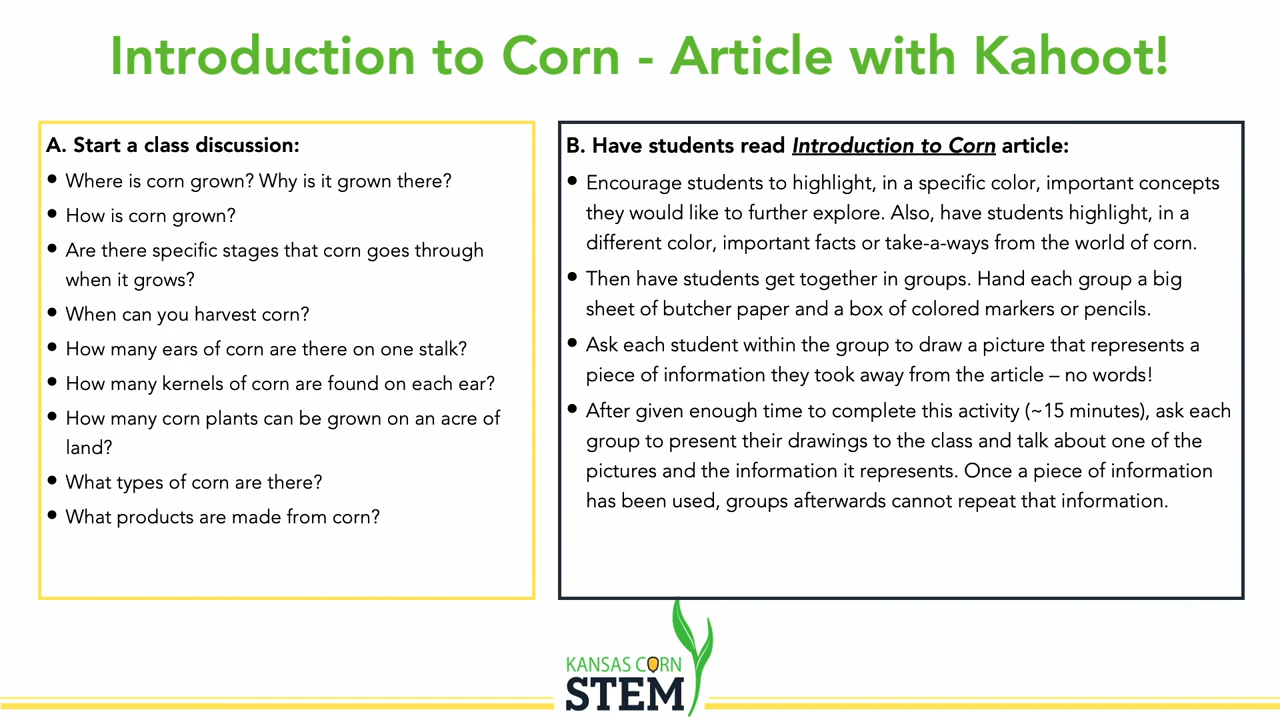 Introduction to Corn - Article with Kahoot!
A. Start a class discussion:
• Where is corn grown? Why is it grown there?
• How is corn grown?
• Are there specific stages that corn goes through
when it grows?
• When can you harvest corn?
• How many ears of corn are there on one stalk?
• How many kernels of corn are found on each ear?
• How many corn plants can be grown on an acre of
land?
• What types of corn are there?
• What products are made from corn?
B. Have students read Introduction to Corn article:
• Encourage students to highlight, in a specific color, important concepts
they would like to further explore. Also, have students highlight, in a
different color, important facts or take-a-ways from the world of corn.
• Then have students get together in groups. Hand each group a big
sheet of butcher paper and a box of colored markers or pencils.
• Ask each student within the group to draw a picture that represents a
piece of information they took away from the article – no words!
• After given enough time to complete this activity (~15 minutes), ask each
group to present their drawings to the class and talk about one of the
pictures and the information it represents. Once a piece of information
has been used, groups afterwards cannot repeat that information.
KANSAS CORN
STEM